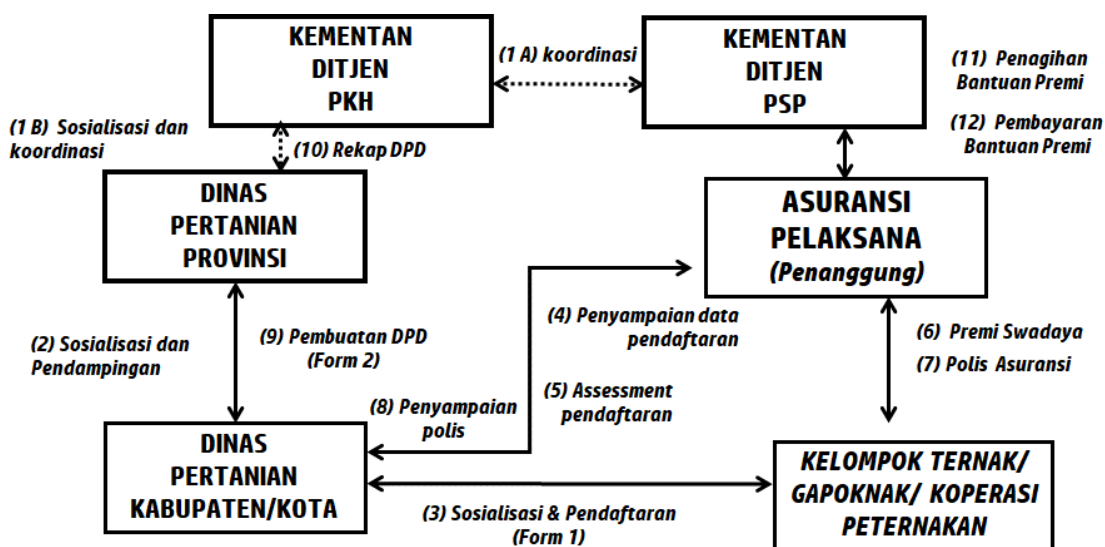 KEMENTAN
DITJEN
PKH
(1 A) koordinasi
KEMENTAN
DITJEN
PSP
(11) Penagihan
Bantuan Premi
(12) Pembayaran
Bantuan Premi
(1 B) Sosialisasi dan
koordinasi
(10) Rekap DPD
DINAS
PERTANIAN
PROVINSI
ASURANSI
PELAKSANA
(Penanggung)
(2) Sosialisasi dan
Pendampingan
(9) Pembuatan DPD
(Form 2)
(4) Penyampaian data
pendaftaran
(6) Premi Swadaya
(7) Polis Asuransi
(8) Penyampaian
polis
(5) Assessment
pendaftaran
DINAS
PERTANIAN
KABUPATEN/KOTA
(3) Sosialisasi & Pendaftaran
(Form 1)
KELOMPOK TERNAK/
GAPOKNAK/ KOPERASI
PETERNAKAN